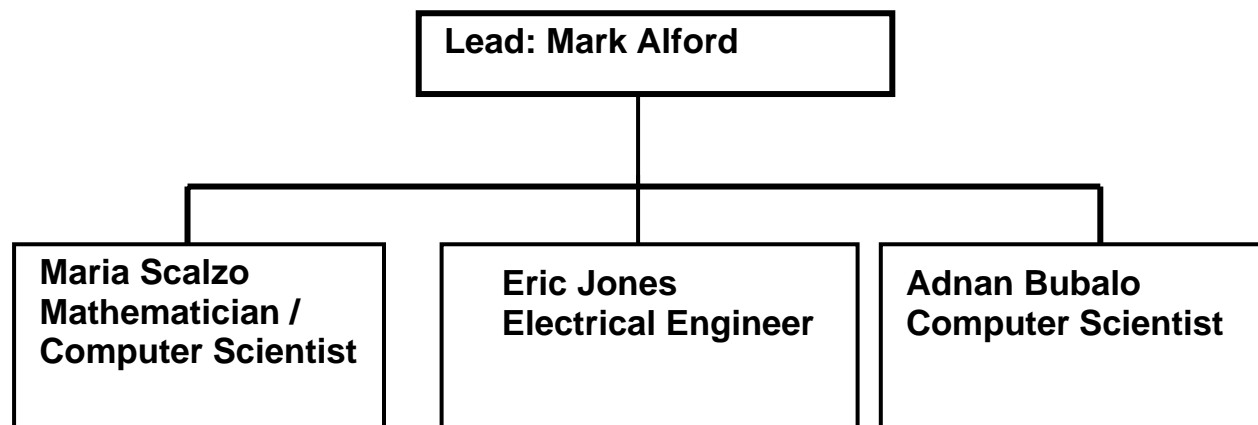 Lead: Mark Alford
Maria Scalzo
Mathematician /
Computer Scientist
Eric Jones
Electrical Engineer
Adnan Bubalo
Computer Scientist